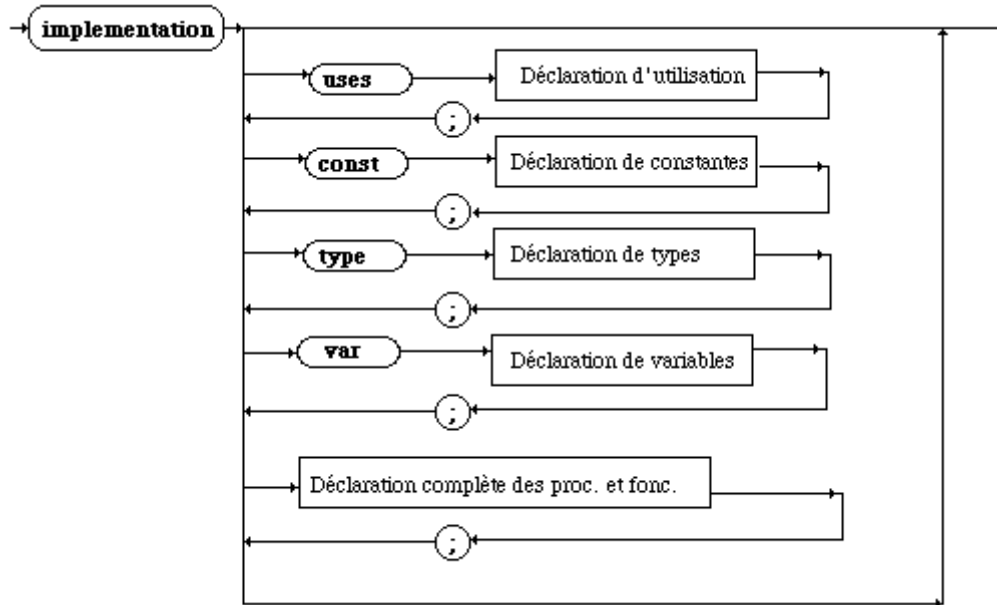 implementation
uses
Déclaration d'utilisation
;
const
Déclaration de constantes
;
type
Déclaration de types
;
var
Déclaration de variables
;
Déclaration complète des proc. et fonc.
;